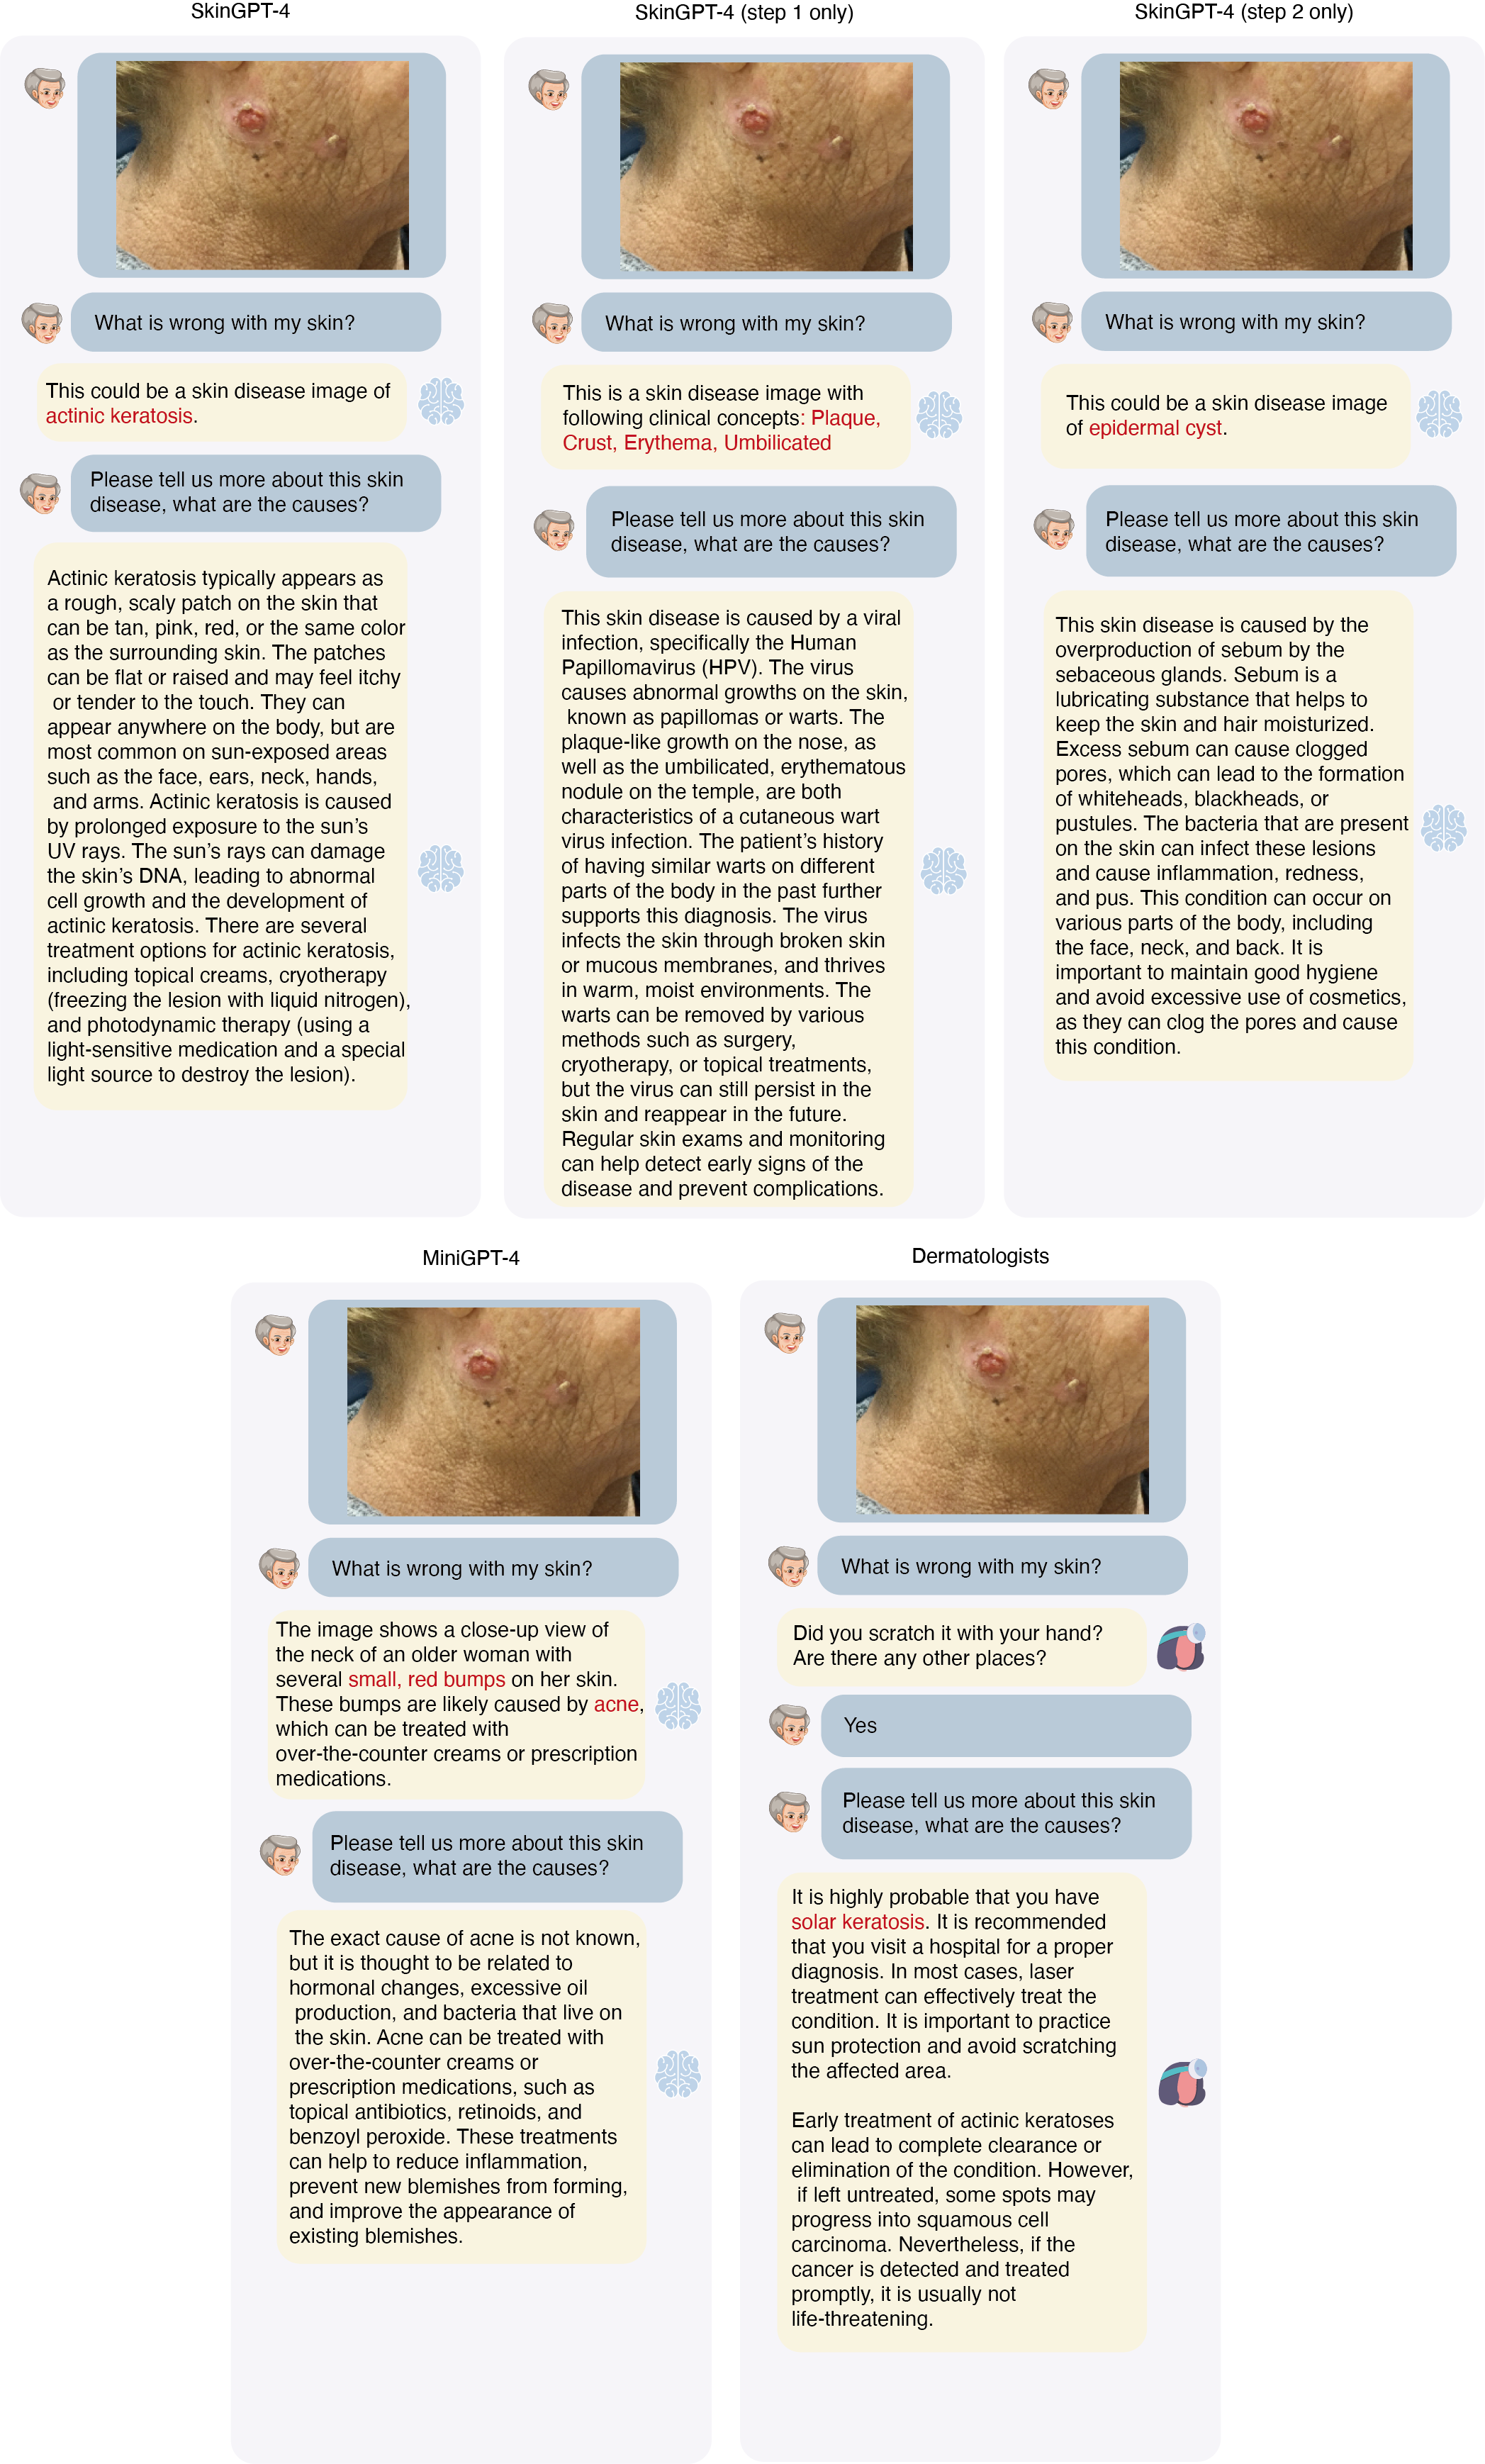 SkinGPT-4
What is wrong with my skin?
This could be a skin disease image of
actinic keratosis.
Please tell us more about this skin
disease, what are the causes?
Actinic keratosis typically appears as
a rough, scaly patch on the skin that
can be tan, pink, red, or the same color
as the surrounding skin. The patches
can be flat or raised and may feel itchy
or tender to the touch. They can
appear anywhere on the body, but are
most common on sun-exposed areas
such as the face, ears, neck, hands,
and arms. Actinic keratosis is caused
by prolonged exposure to the sun's
UV rays. The sun's rays can damage
the skin's DNA, leading to abnormal
cell growth and the development of
actinic keratosis. There are several
treatment options for actinic keratosis,
including topical creams, cryotherapy
(freezing the lesion with liquid nitrogen),
and photodynamic therapy (using a
light-sensitive medication and a special
light source to destroy the lesion).
SkinGPT-4 (step 1 only)
What is wrong with my skin?
This is a skin disease image with
following clinical concepts: Plaque,
Crust, Erythema, Umbilicated
Please tell us more about this skin
disease, what are the causes?
This skin disease is caused by a viral
infection, specifically the Human
Papillomavirus (HPV). The virus
causes abnormal growths on the skin,
known as papillomas or warts. The
plaque-like growth on the nose, as
well as the umbilicated, erythematous
nodule on the temple, are both
characteristics of a cutaneous wart
virus infection. The patient's history
of having similar warts on different
parts of the body in the past further
supports this diagnosis. The virus
infects the skin through broken skin
or mucous membranes, and thrives
in warm, moist environments. The
warts can be removed by various
methods such as surgery,
cryotherapy, or topical treatments,
but the virus can still persist in the
skin and reappear in the future.
Regular skin exams and monitoring
can help detect early signs of the
disease and prevent complications.
SkinGPT-4 (step 2 only)
What is wrong with my skin?
This could be a skin disease image
of epidermal cyst.
Please tell us more about this skin
disease, what are the causes?
This skin disease is caused by the
overproduction of sebum by the
sebaceous glands. Sebum is a
lubricating substance that helps to
keep the skin and hair moisturized.
Excess sebum can cause clogged
pores, which can lead to the formation
of whiteheads, blackheads, or
pustules. The bacteria that are present
on the skin can infect these lesions
and cause inflammation, redness,
and pus. This condition can occur on
various parts of the body, including
the face, neck, and back. It is
important to maintain good hygiene
and avoid excessive use of cosmetics,
as they can clog the pores and cause
this condition.
MiniGPT-4
What is wrong with my skin?
The image shows a close-up view of
the neck of an older woman with
several small, red bumps on her skin.
These bumps are likely caused by acne,
which can be treated with
over-the-counter creams or prescription
medications.
Please tell us more about this skin
disease, what are the causes?
The exact cause of acne is not known,
but it is thought to be related to
hormonal changes, excessive oil
production, and bacteria that live on
the skin. Acne can be treated with
over-the-counter creams or
prescription medications, such as
topical antibiotics, retinoids, and
benzoyl peroxide. These treatments
can help to reduce inflammation,
prevent new blemishes from forming,
and improve the appearance of
existing blemishes.
Dermatologists
What is wrong with my skin?
Did you scratch it with your hand?
Are there any other places?
Yes
Please tell us more about this skin
disease, what are the causes?
It is highly probable that you have
solar keratosis. It is recommended
that you visit a hospital for a proper
diagnosis. In most cases, laser
treatment can effectively treat the
condition. It is important to practice
sun protection and avoid scratching
the affected area.
Early treatment of actinic keratoses
can lead to complete clearance or
elimination of the condition. However,
if left untreated, some spots may
progress into squamous cell
carcinoma. Nevertheless, if the
cancer is detected and treated
promptly, it is usually not
life-threatening.